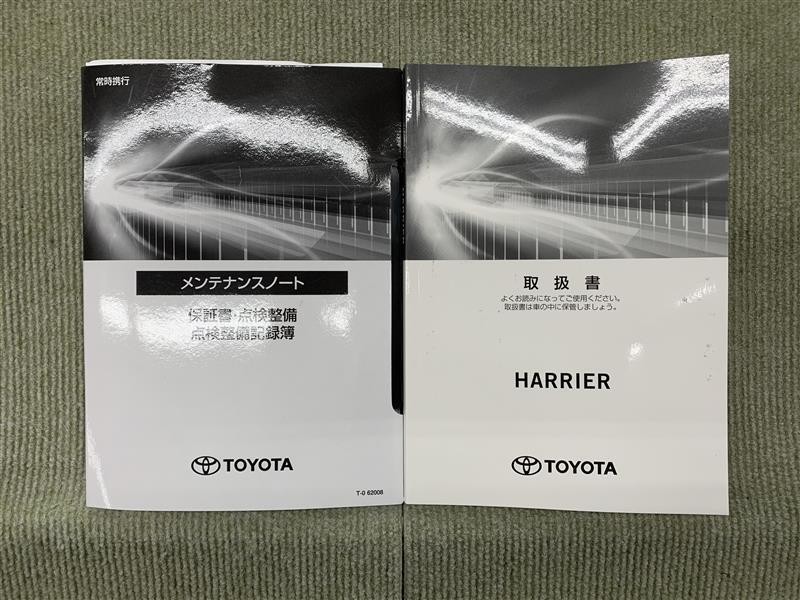 常時携行
メンテナンスノート
保証書・点検整備
点検整備記録簿
TOYOTA
T-0 62008
取扱書
よくお読みになってご使用ください。
取扱書は車の中に保管しましょう。
HARRIER
TOYOTA